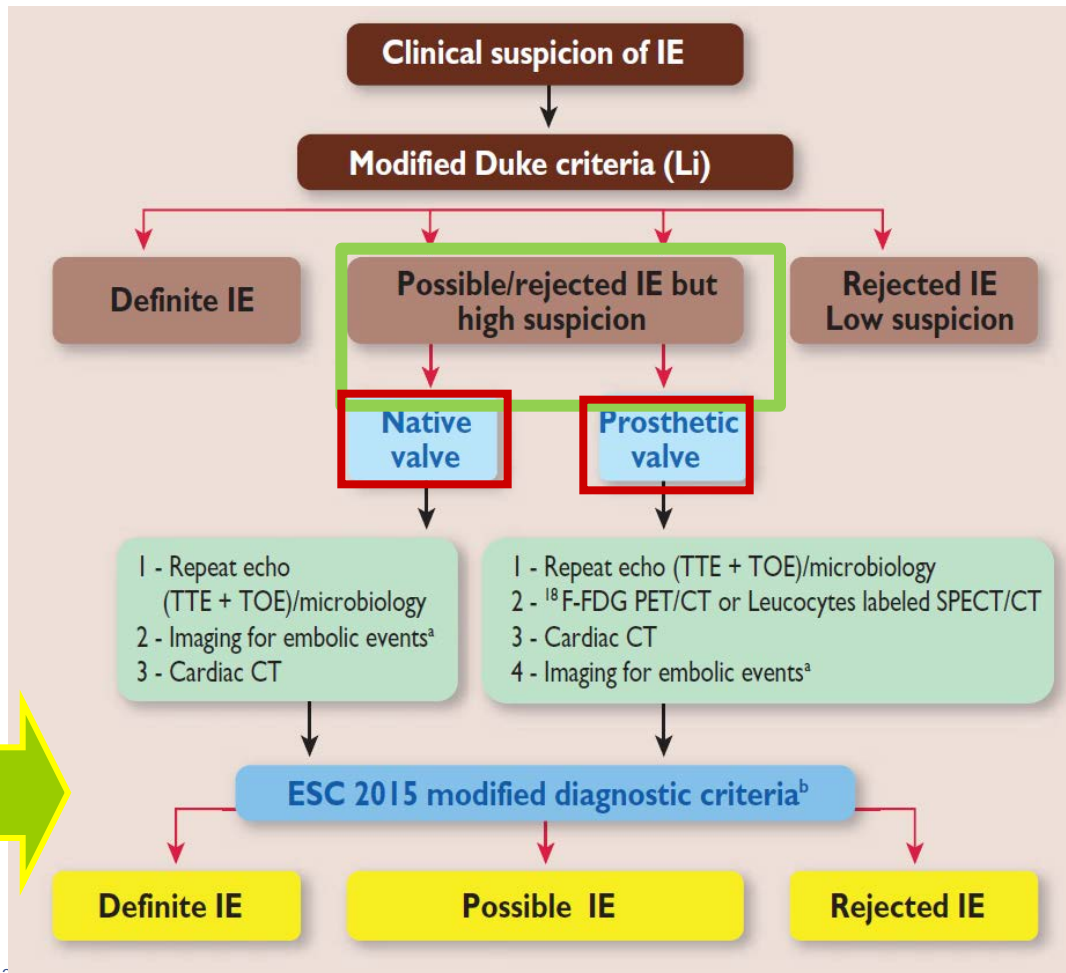 Clinical suspicion of IE
Modified Duke criteria (Li)
Definite IE
Possible/rejected IE but
high suspicion
Rejected IE
Low suspicion
Native
valve
Prosthetic
valve
1 - Repeat echo
(TTE + TOE)/microbiology
2 - Imaging for embolic eventsᵃ
3 - Cardiac CT
1 - Repeat echo (TTE + TOE)/microbiology
2 - ¹⁸F-FDG PET/CT or Leucocytes labeled SPECT/CT
3 - Cardiac CT
4 - Imaging for embolic eventsᵃ
ESC 2015 modified diagnostic criteriaᵇ
Definite IE
Possible IE
Rejected IE